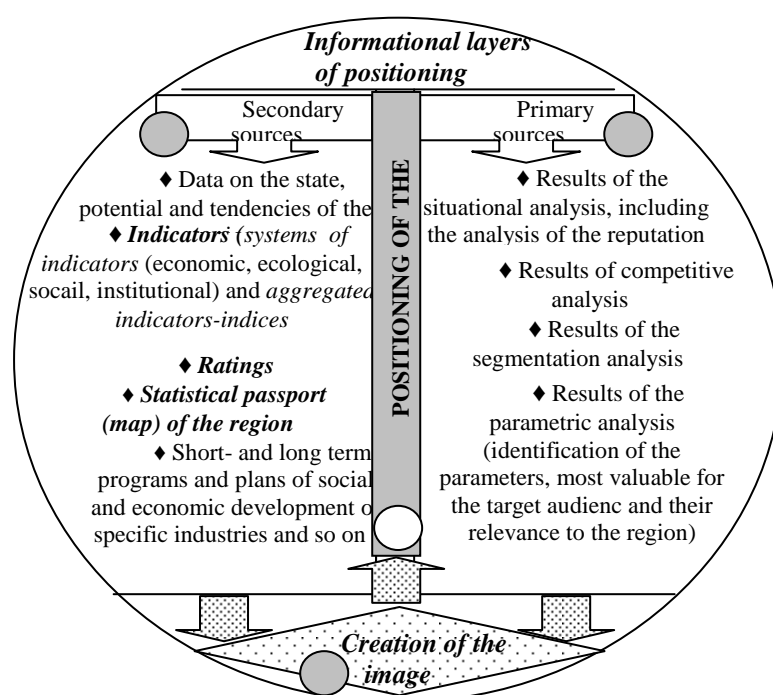 Informational layers
of positioning
Secondary
sources
Primary
sources
♦ Data on the state,
potential and tendencies of the
♦ Indicators (systems of
indicators (economic, ecological,
socail, institutional) and aggregated
indicators-indices
♦ Ratings
♦ Statistical passport
(map) of the region
♦ Short- and long term
programs and plans of social
and economic development o
specific industries and so on
POSITIONING OF THE
♦ Results of the
situational analysis, including
the analysis of the reputation
♦ Results of competitive
analysis
♦ Results of the
segmentation analysis
♦ Results of the
parametric analysis
(identification of the
parameters, most valuable for
the target audienc and their
relevance to the region)
Creation of the
image